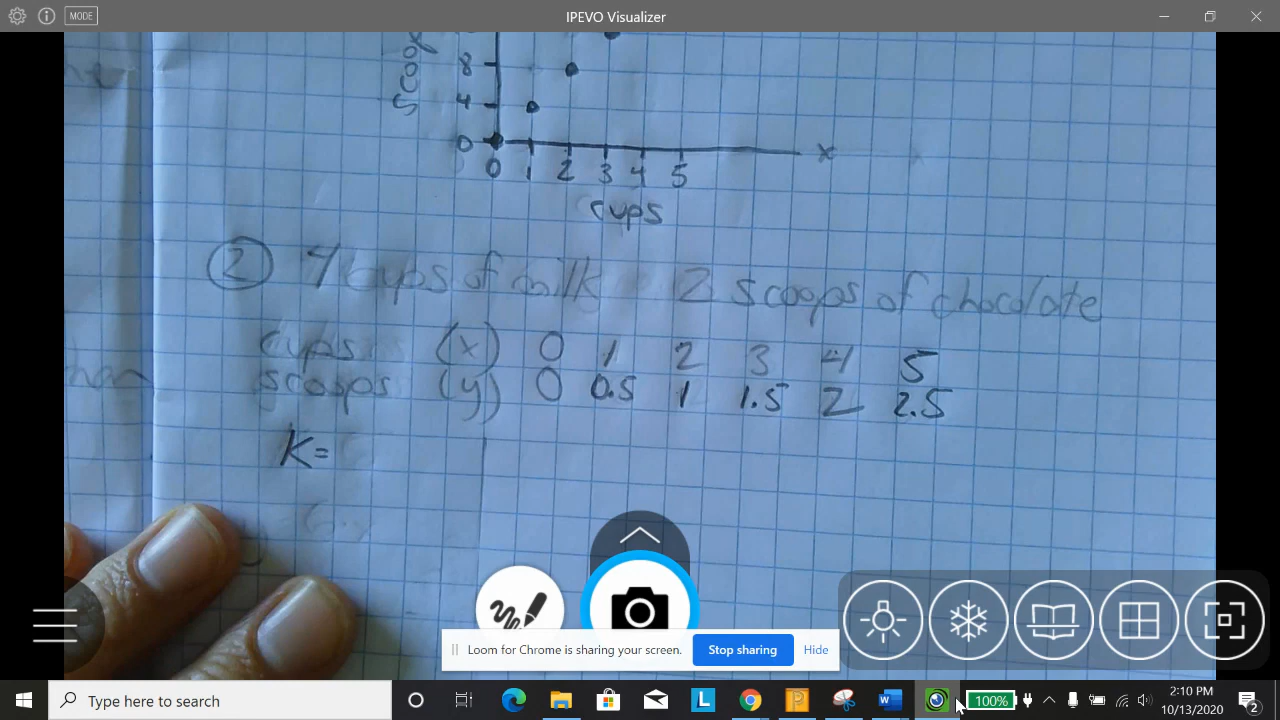 MODE
IPEVO Visualizer
Scoo
8
4
0
0 1 2 3 4 5
x
cups
2 4 cups of milk 2 scoops of chocolate
cups (x) 0 1 2 3 4 5
scoops (y) 0 0.5 1 1.5 2 2.5
K=
Loom for Chrome is sharing your screen.
Stop sharing
Hide
Type here to search
100%
2:10 PM
10/13/2020
2